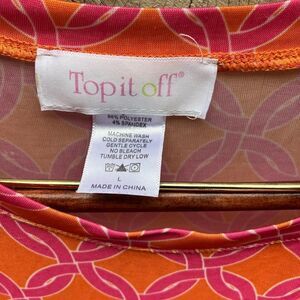 Top it off®
96% POLYESTER
4% SPANDEX
MACHINE WASH
COLD SEPARATELY
GENTLE CYCLE
NO BLEACH
TUMBLE DRY LOW
L
MADE IN CHINA